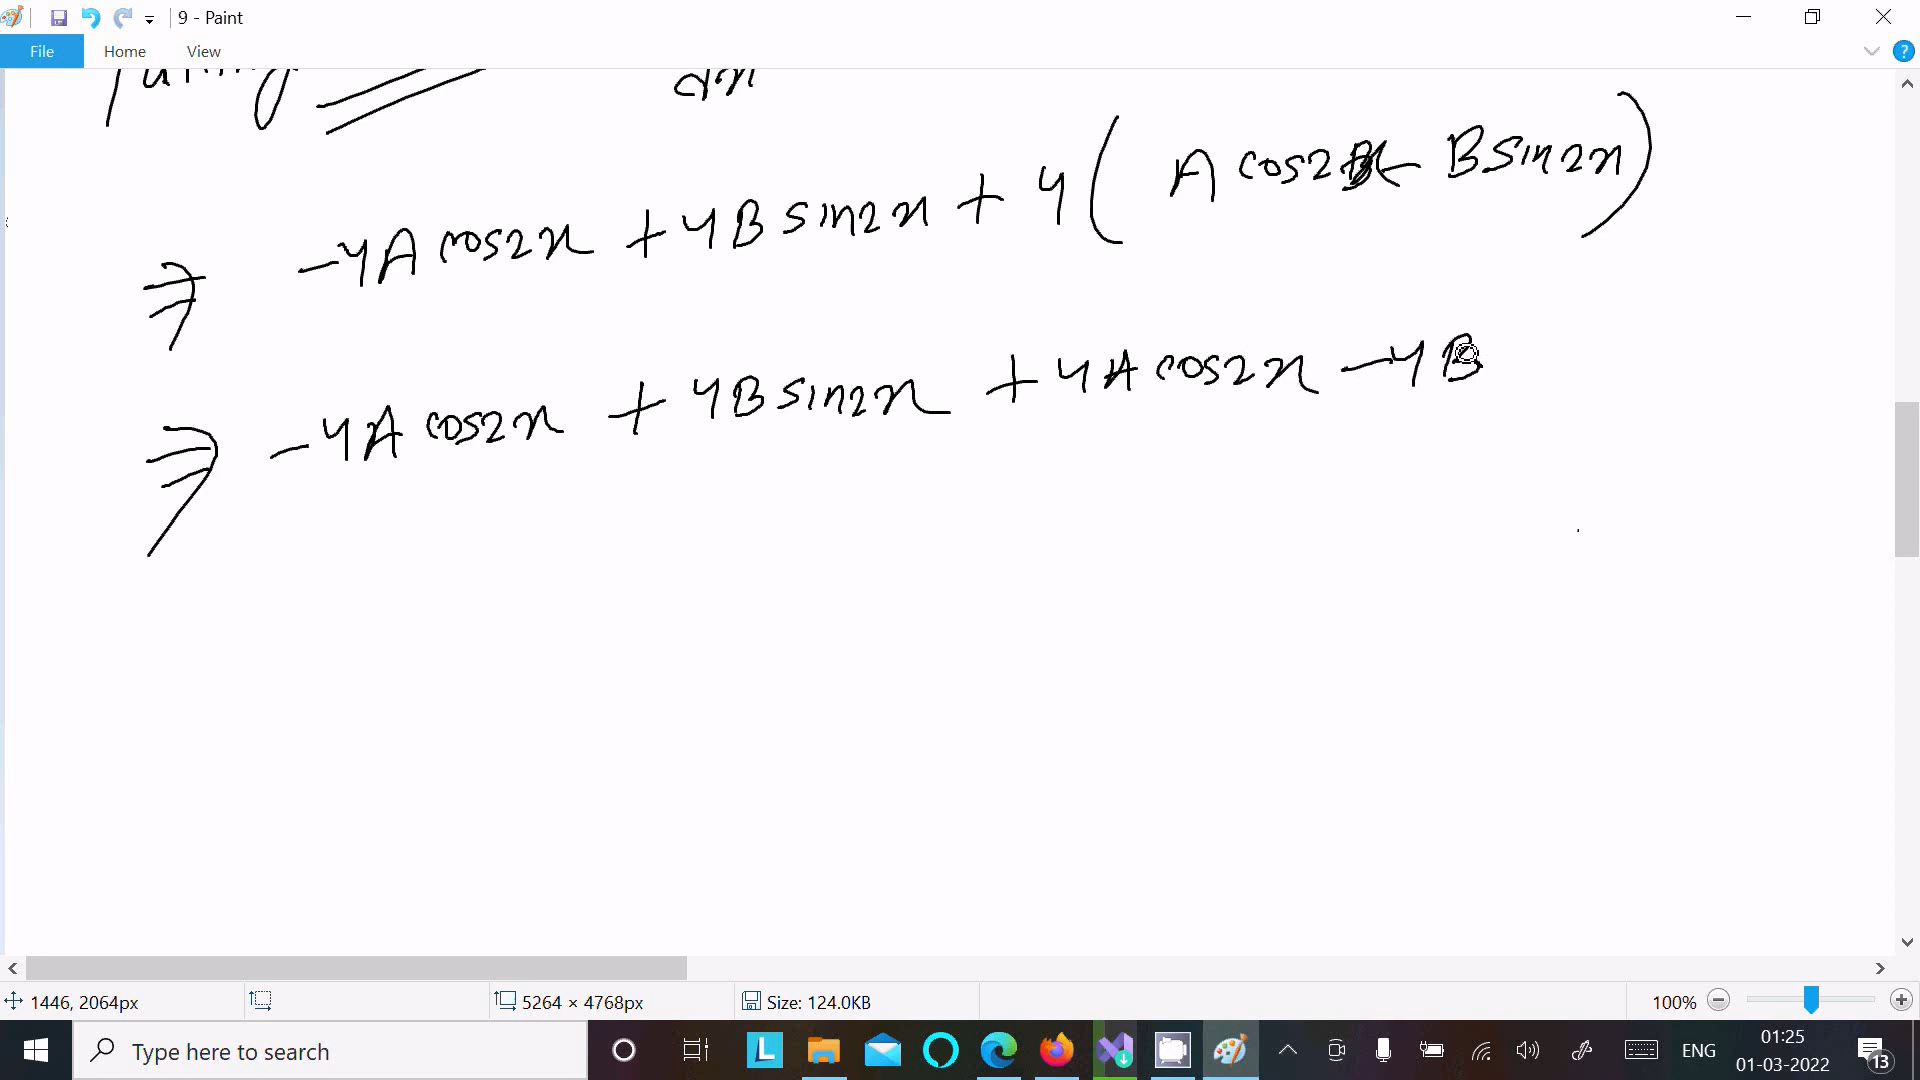 9 - Paint
File Home View
Taking
dx
⇒ -4A cos2x + 4B sin2x + 4( A cos2x - B sin2x )
⇒ -4A cos2x + 4B sin2x + 4A cos2x - 4B
1446, 2064px 5264 × 4768px Size: 124.0KB 100%
Type here to search ENG 01:25
01-03-2022 13